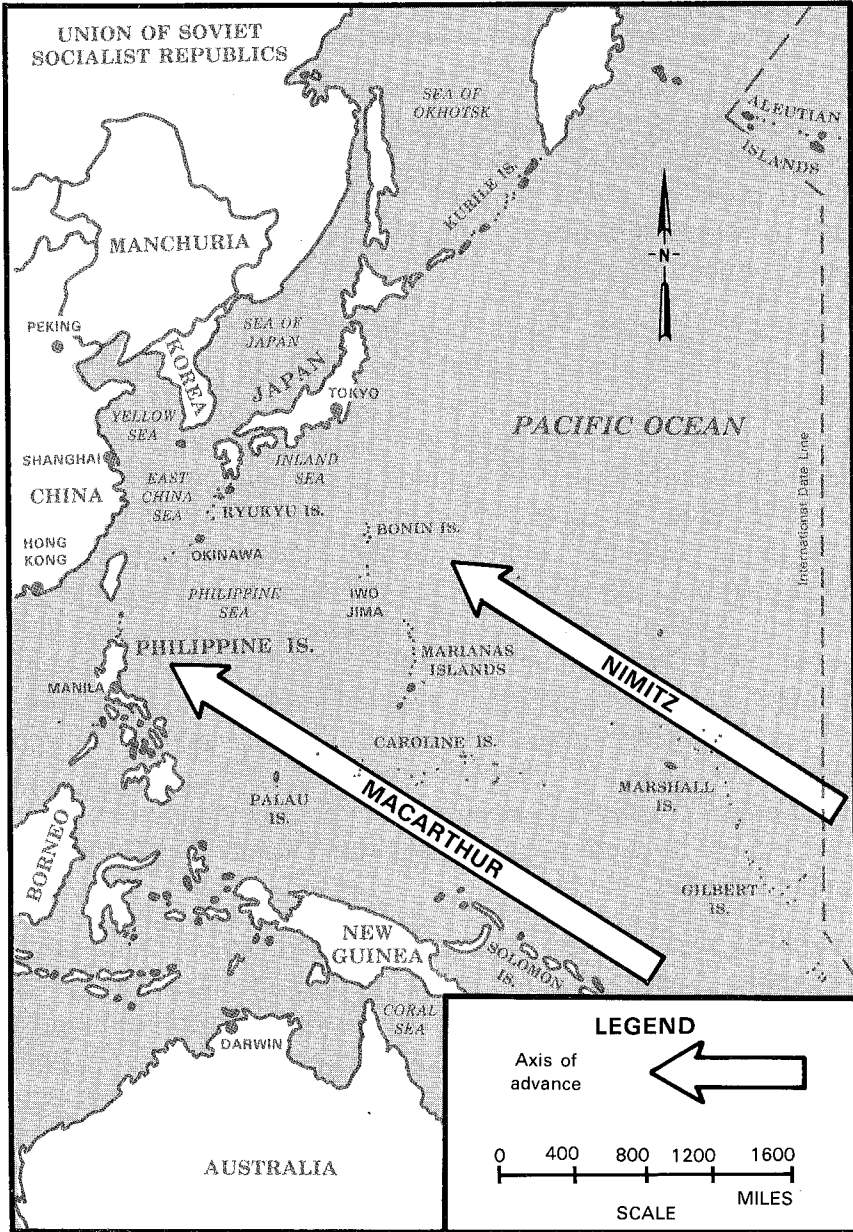 UNION OF SOVIET
SOCIALIST REPUBLICS
SEA OF
OKHOTSK
ALEUTIAN
ISLANDS
KURILE IS.
MANCHURIA
-N-
PEKING
SEA OF
JAPAN
KOREA
JAPAN
TOKYO
YELLOW
SEA
PACIFIC OCEAN
SHANGHAI
INLAND
SEA
CHINA
EAST
CHINA
SEA
RYUKYU IS.
International Date Line
BONIN IS.
HONG
KONG
OKINAWA
PHILIPPINE
SEA
IWO
JIMA
PHILIPPINE IS.
MARIANAS
ISLANDS
NIMITZ
MANILA
CAROLINE IS.
PALAU
IS.
MACARTHUR
MARSHALL
IS.
BORNEO
GILBERT
IS.
NEW
GUINEA
SOLOMON
IS.
CORAL
SEA
DARWIN
AUSTRALIA
LEGEND
Axis of
advance
0 400 800 1200 1600
SCALE MILES